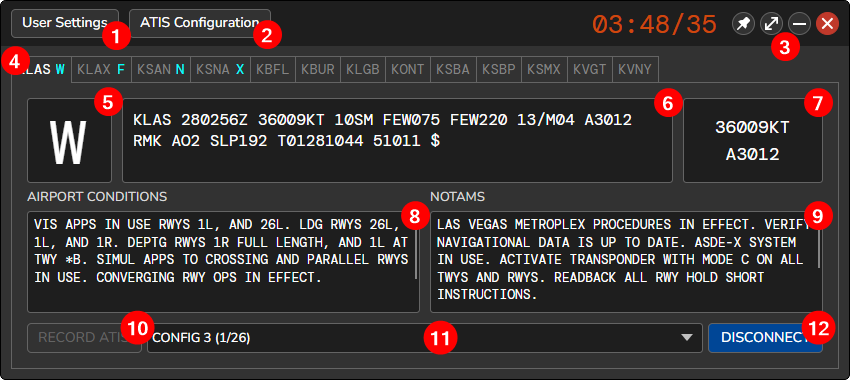 User Settings
1
ATIS Configuration
2
03:48/35
3
4
KLAS W
KLAX F
KSAN N
KSNA X
KBFL
KBUR
KLGB
KONT
KSBA
KSBP
KSMX
KVGT
KVNY
5
W
6
KLAS 280256Z 36009KT 10SM FEW075 FEW220 13/M04 A3012
RMK AO2 SLP192 T01281044 51011 $
7
36009KT
A3012
AIRPORT CONDITIONS
8
VIS APPS IN USE RWYS 1L, AND 26L. LDG RWYS 26L,
1L, AND 1R. DEPTG RWYS 1R FULL LENGTH, AND 1L AT
TWY *B. SIMUL APPS TO CROSSING AND PARALLEL RWYS
IN USE. CONVERGING RWY OPS IN EFFECT.
NOTAMS
9
LAS VEGAS METROPLEX PROCEDURES IN EFFECT. VERIFY
NAVIGATIONAL DATA IS UP TO DATE. ASDE-X SYSTEM
IN USE. ACTIVATE TRANSPONDER WITH MODE C ON ALL
TWYS AND RWYS. READBACK ALL RWY HOLD SHORT
INSTRUCTIONS.
RECORD ATIS
10
CONFIG 3 (1/26)
11
DISCONNECT
12